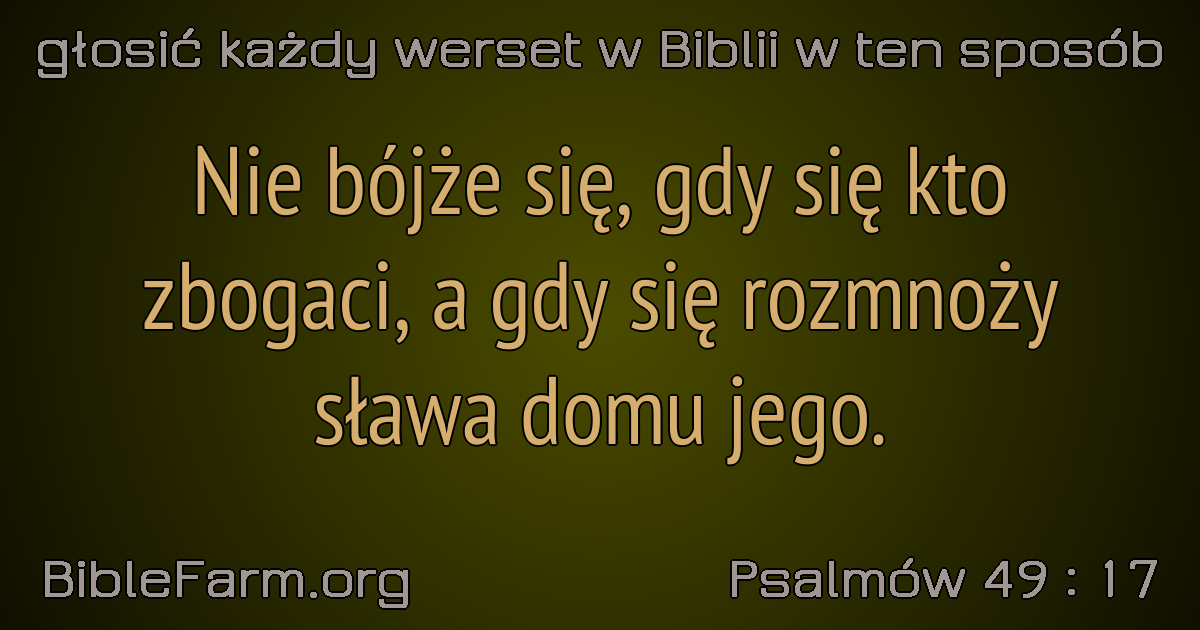 głosić każdy werset w Biblii w ten sposób
Nie bójże się, gdy się kto
zbogaci, a gdy się rozmnoży
sława domu jego.
BibleFarm.org
Psalmów 49 : 17